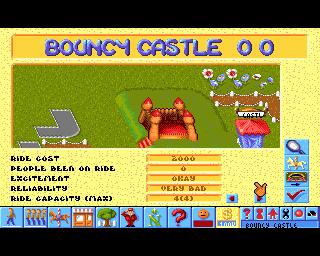 BOUNCY CASTLE 0 0
RIDE COST 2000
PEOPLE BEEN ON RIDE 0
EXCITEMENT OKAY
RELIABILITY VERY BAD
RIDE CAPACITY (MAX) 4(4)
BOUNCY CASTLE